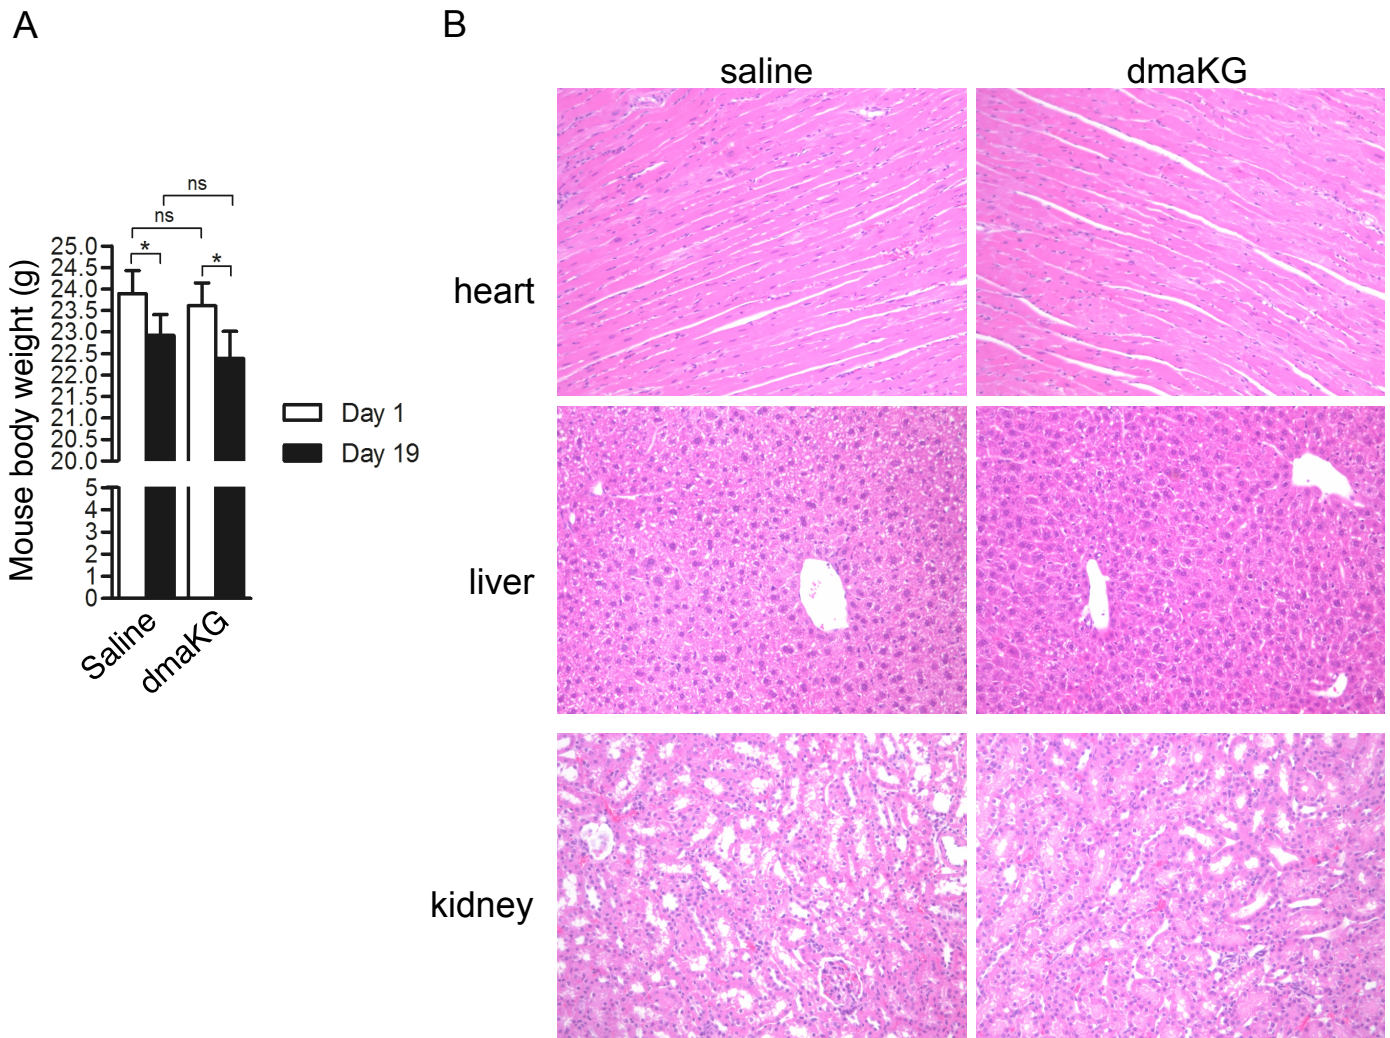 A
B
saline
dmaKG
ns
ns
*
*
Mouse body weight (g)
25.0
24.5
24.0
23.5
23.0
22.5
22.0
21.5
21.0
20.5
20.0
5
4
3
2
1
0
Saline
dmaKG
Day 1
Day 19
heart
liver
kidney